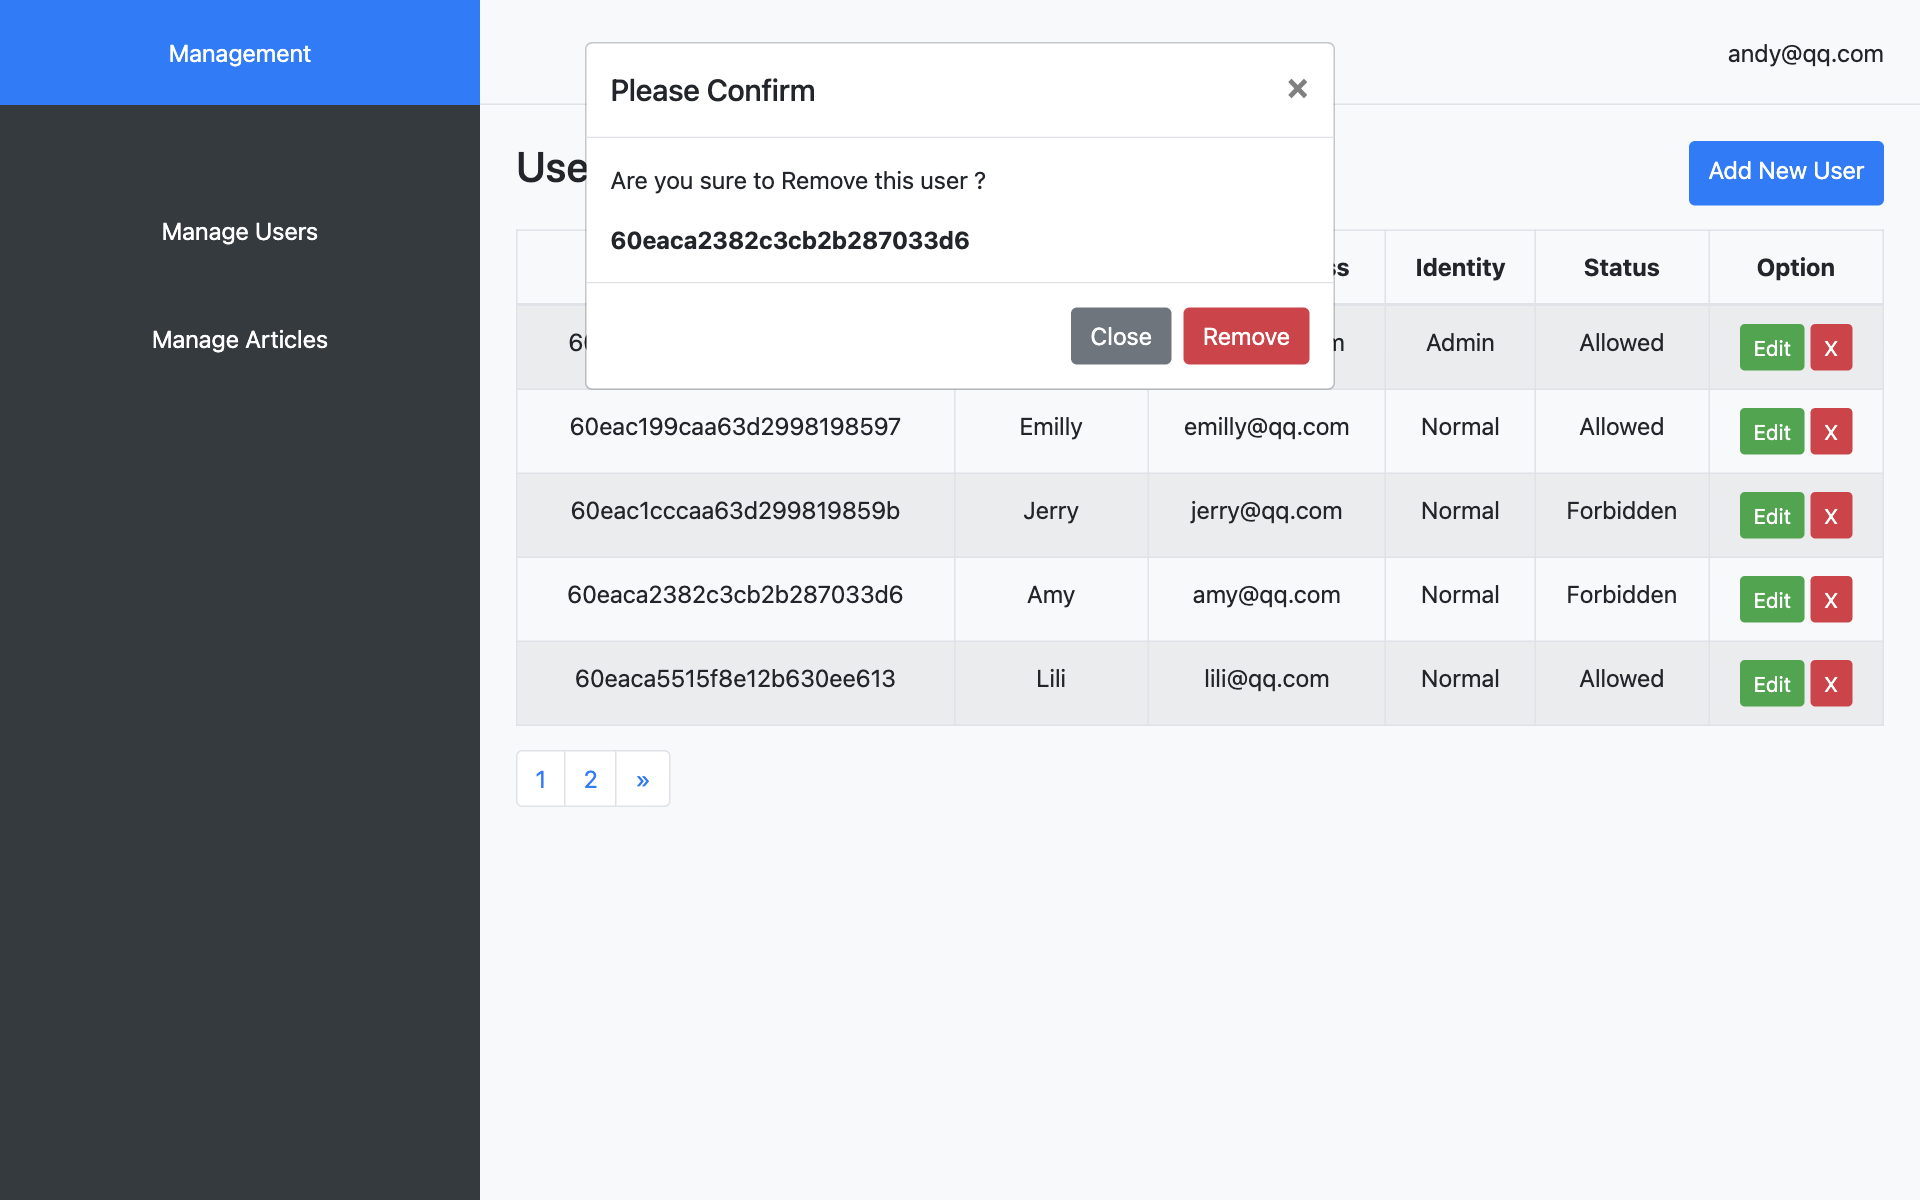 Management
andy@qq.com
Manage Users
Manage Articles
Please Confirm
×
Are you sure to Remove this user ?
60eaca2382c3cb2b287033d6
Close Remove
Add New User
Identity Status Option
Admin Allowed Edit X
60eac199caa63d2998198597 Emilly emilly@qq.com Normal Allowed Edit X
60eac1cccaa63d299819859b Jerry jerry@qq.com Normal Forbidden Edit X
60eaca2382c3cb2b287033d6 Amy amy@qq.com Normal Forbidden Edit X
60eaca5515f8e12b630ee613 Lili lili@qq.com Normal Allowed Edit X
1 2 »